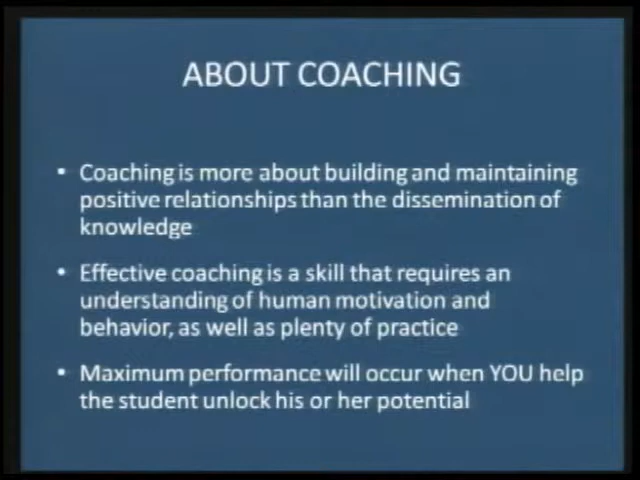 ABOUT COACHING
• Coaching is more about building and maintaining
positive relationships than the dissemination of
knowledge
• Effective coaching is a skill that requires an
understanding of human motivation and
behavior, as well as plenty of practice
• Maximum performance will occur when YOU help
the student unlock his or her potential